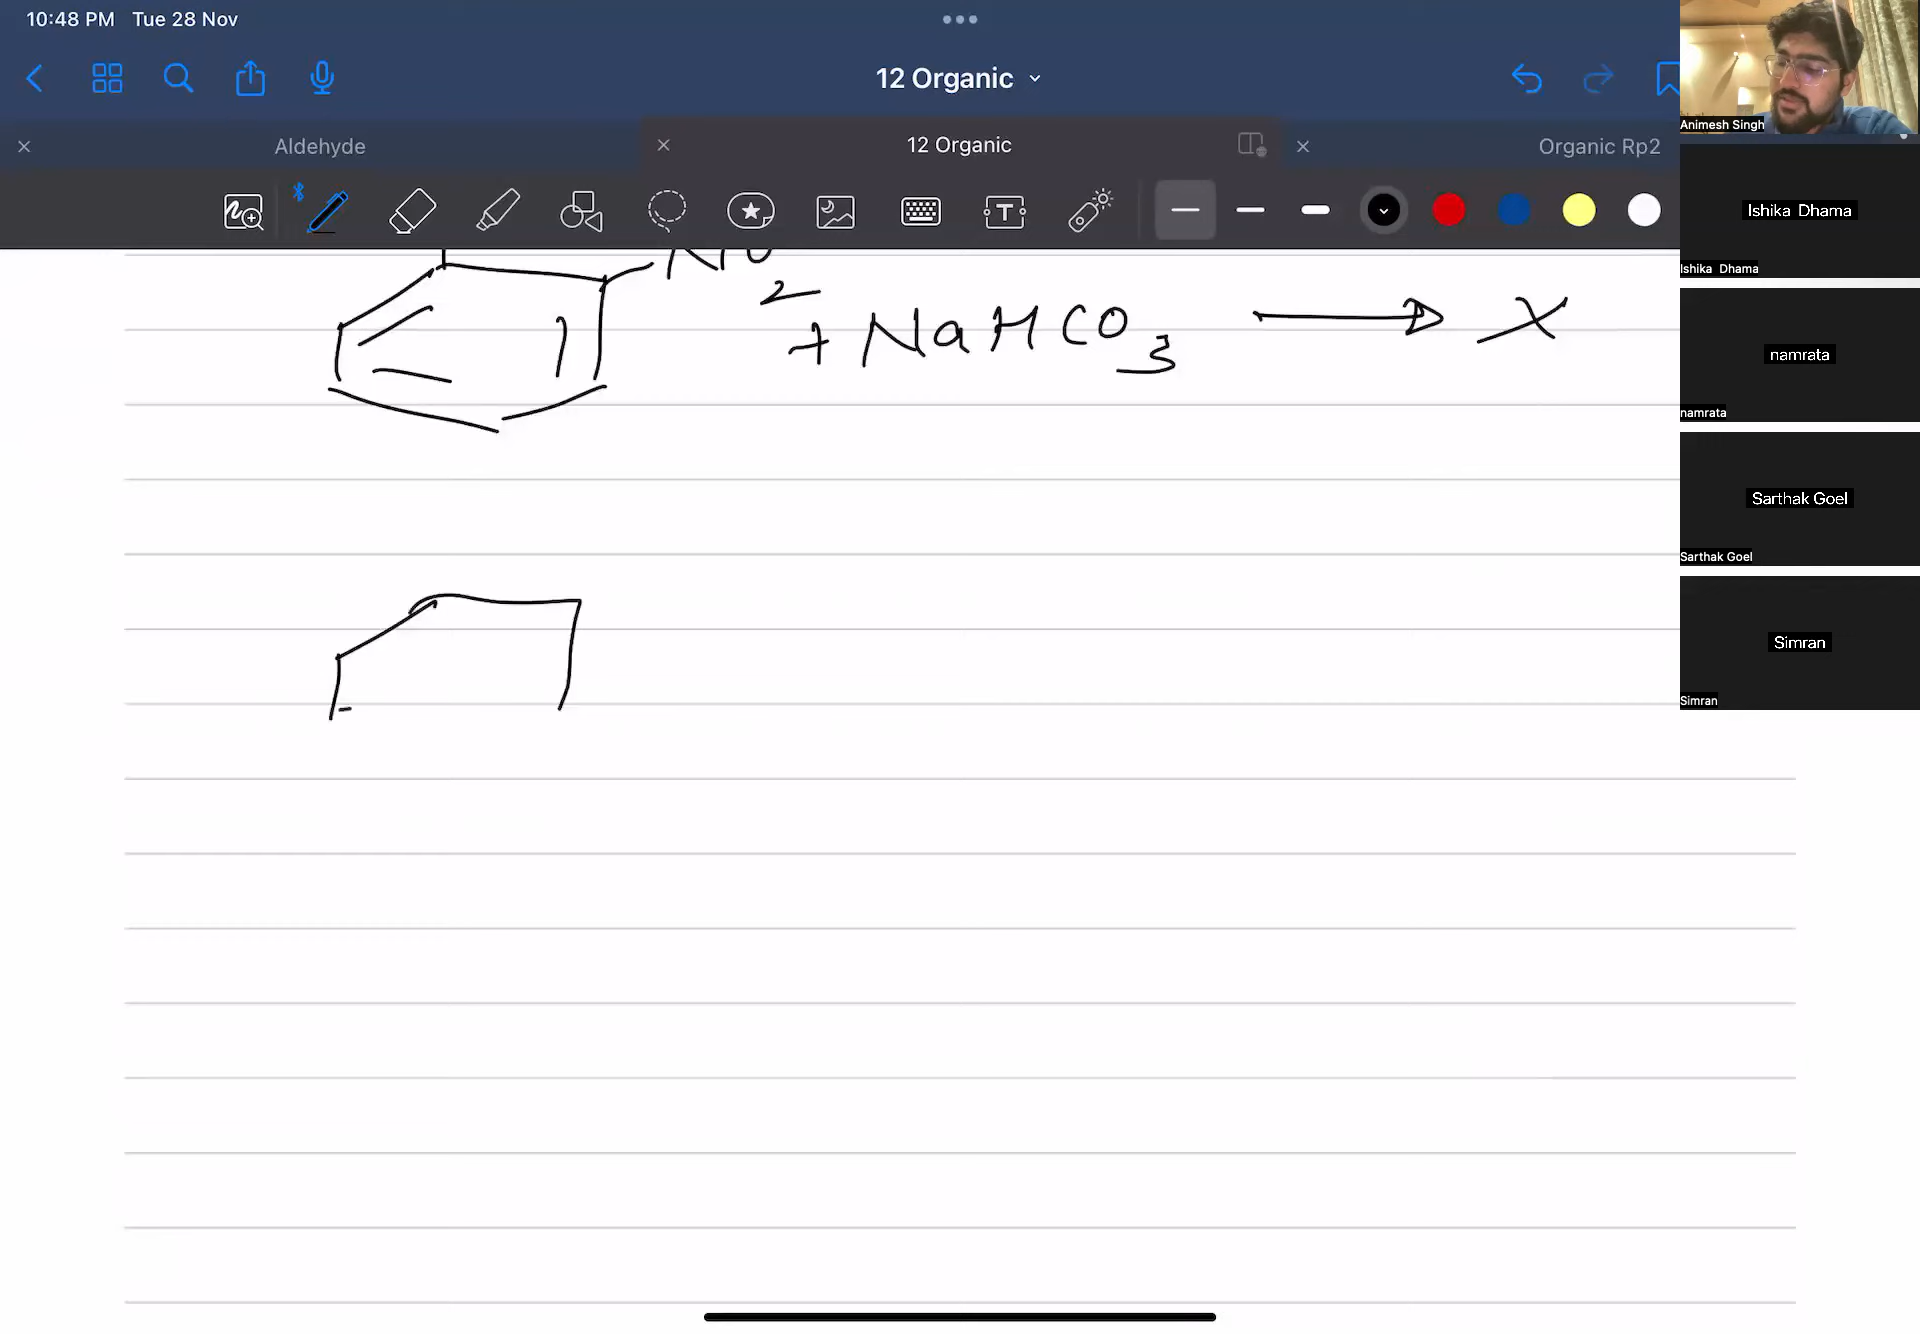 10:48 PM Tue 28 Nov
12 Organic
Aldehyde
12 Organic
Organic Rp2
T
Animesh Singh
Ishika Dhama
Ishika Dhama
namrata
namrata
Sarthak Goel
Sarthak Goel
Simran
Simran
2
+ NaHCO3 → X